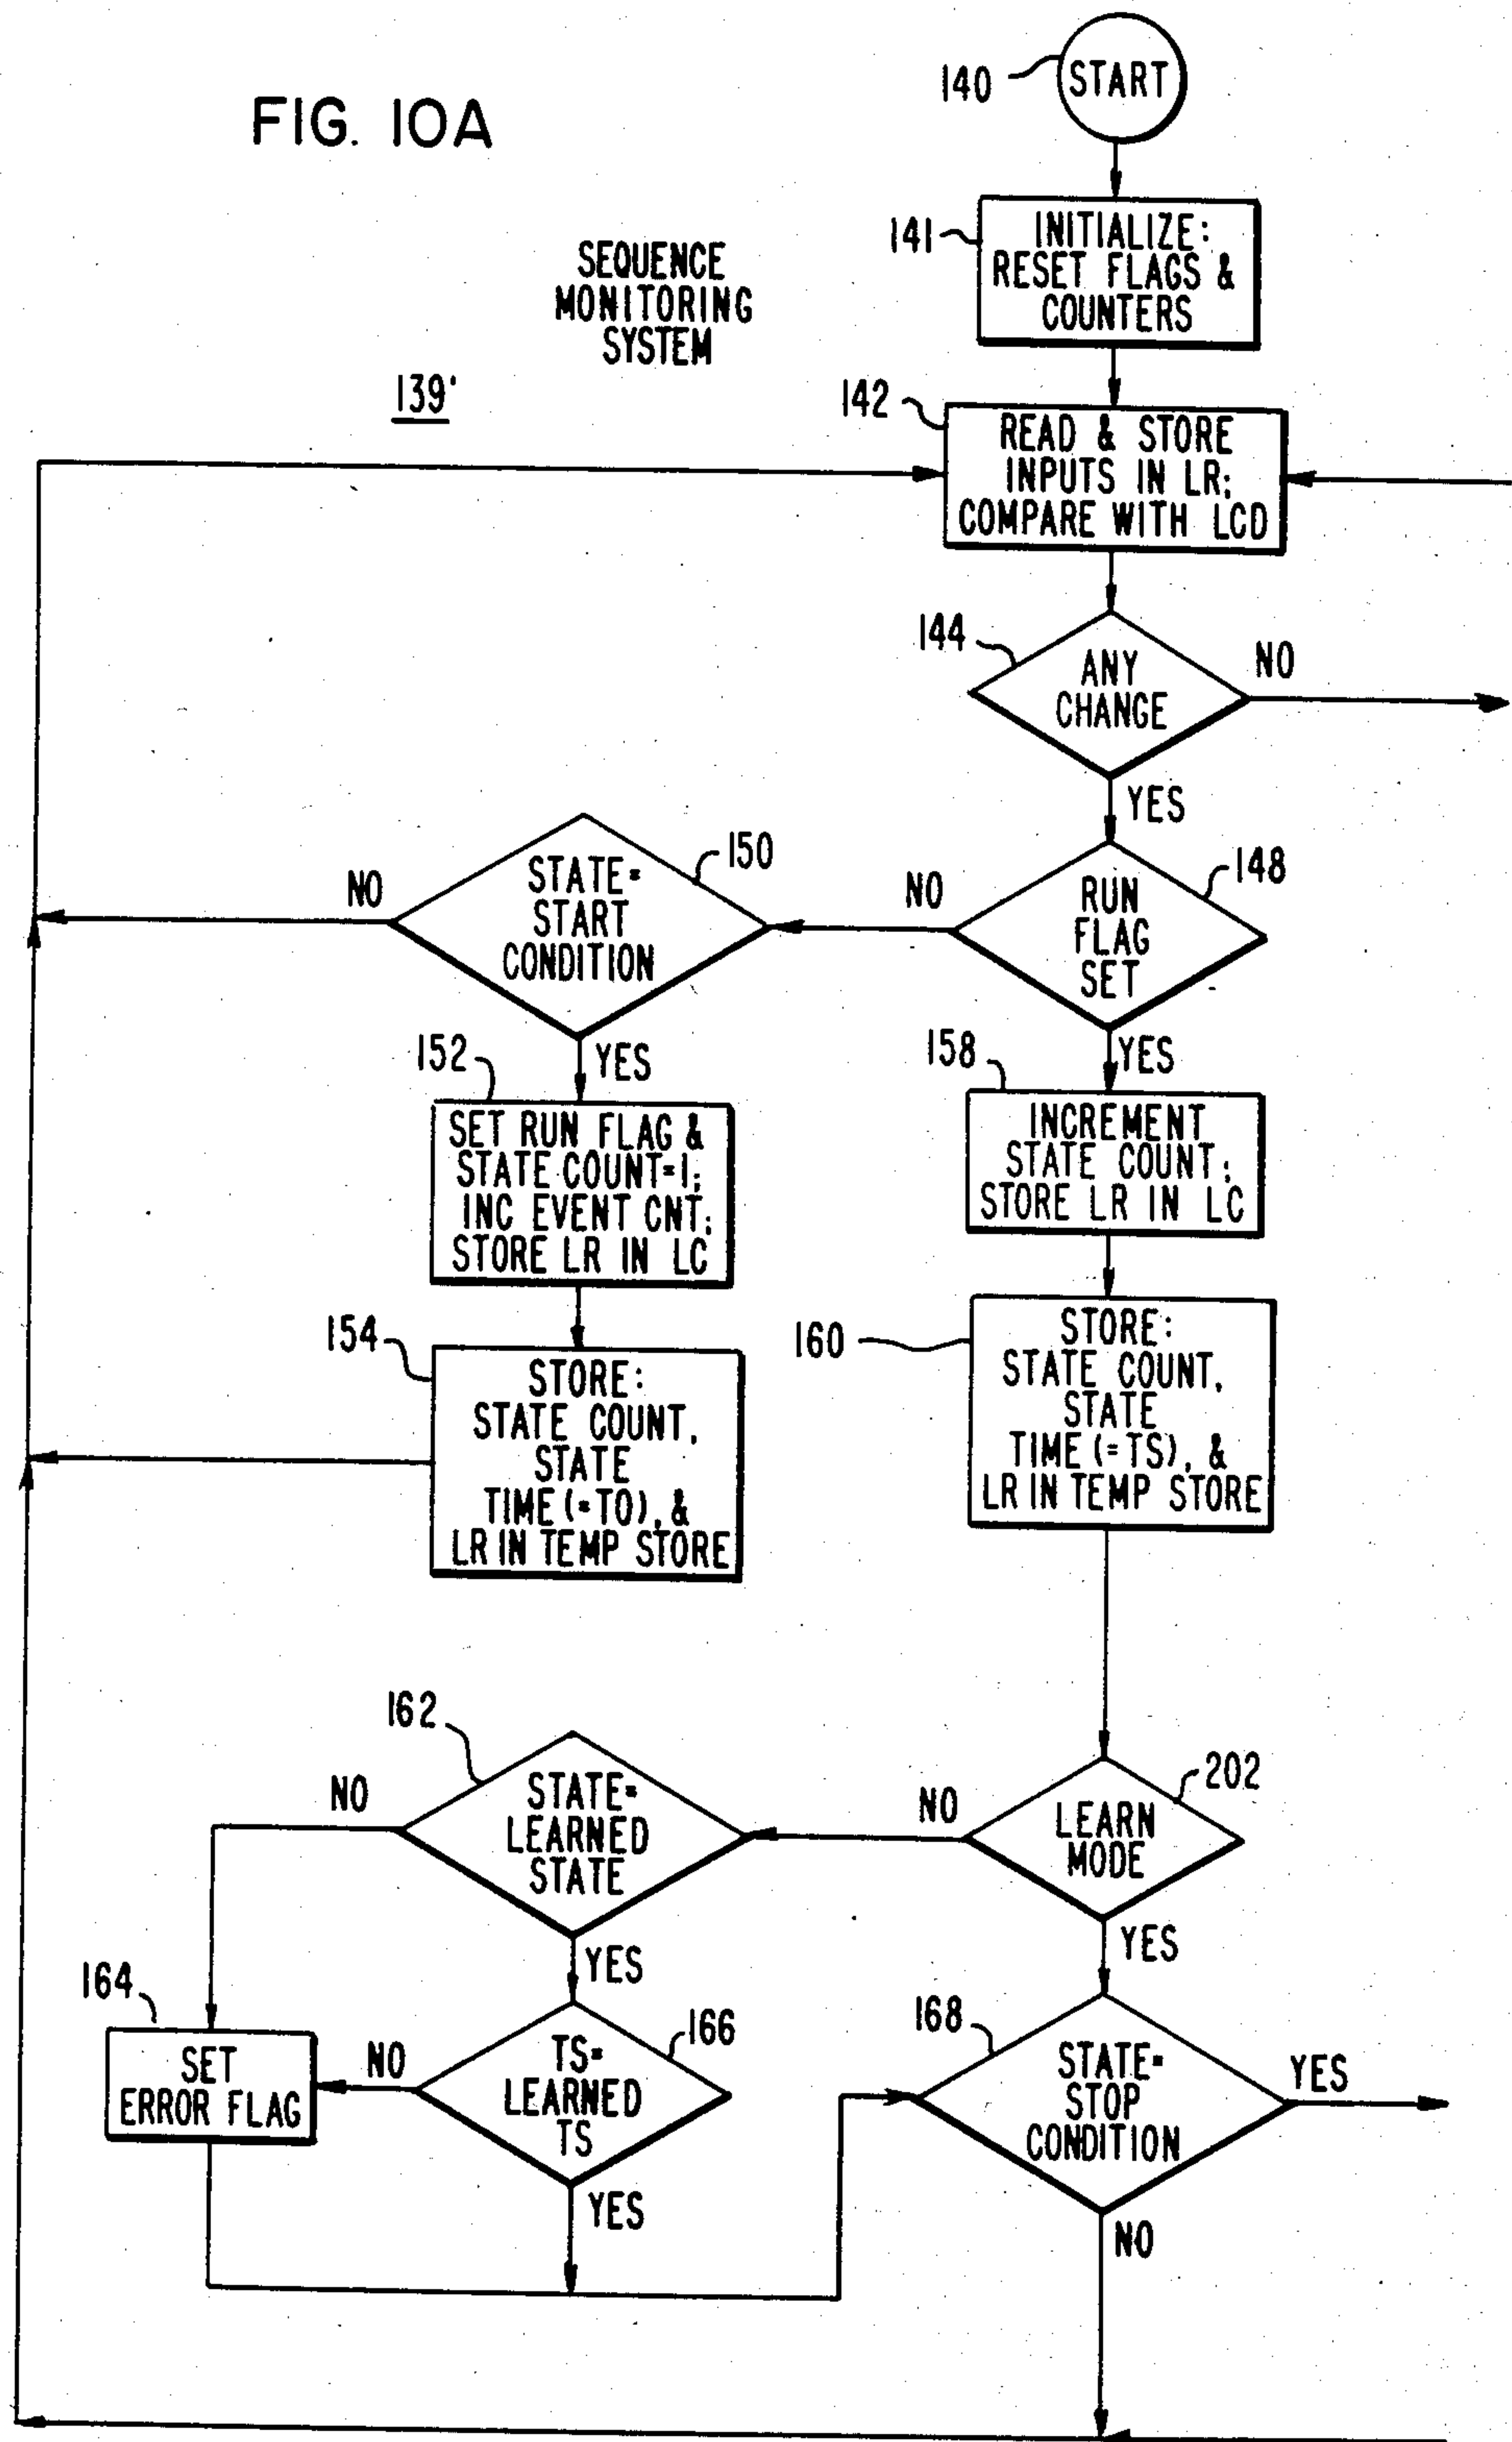 FIG. 10A
140
START
141
INITIALIZE:
RESET FLAGS &
COUNTERS
SEQUENCE
MONITORING
SYSTEM
139'
142
READ & STORE
INPUTS IN LR;
COMPARE WITH LCD
144
ANY
CHANGE
NO
YES
148
RUN
FLAG
SET
NO
150
STATE=
START
CONDITION
NO
YES
152
SET RUN FLAG &
STATE COUNT=1;
INC EVENT CNT;
STORE LR IN LC
YES
158
INCREMENT
STATE COUNT;
STORE LR IN LC
154
STORE:
STATE COUNT,
STATE
TIME (=TO), &
LR IN TEMP STORE
160
STORE:
STATE COUNT,
STATE
TIME (=TS), &
LR IN TEMP STORE
202
LEARN
MODE
NO
162
STATE=
LEARNED
STATE
NO
YES
YES
164
SET
ERROR FLAG
NO
166
TS=
LEARNED
TS
YES
168
STATE=
STOP
CONDITION
YES
NO